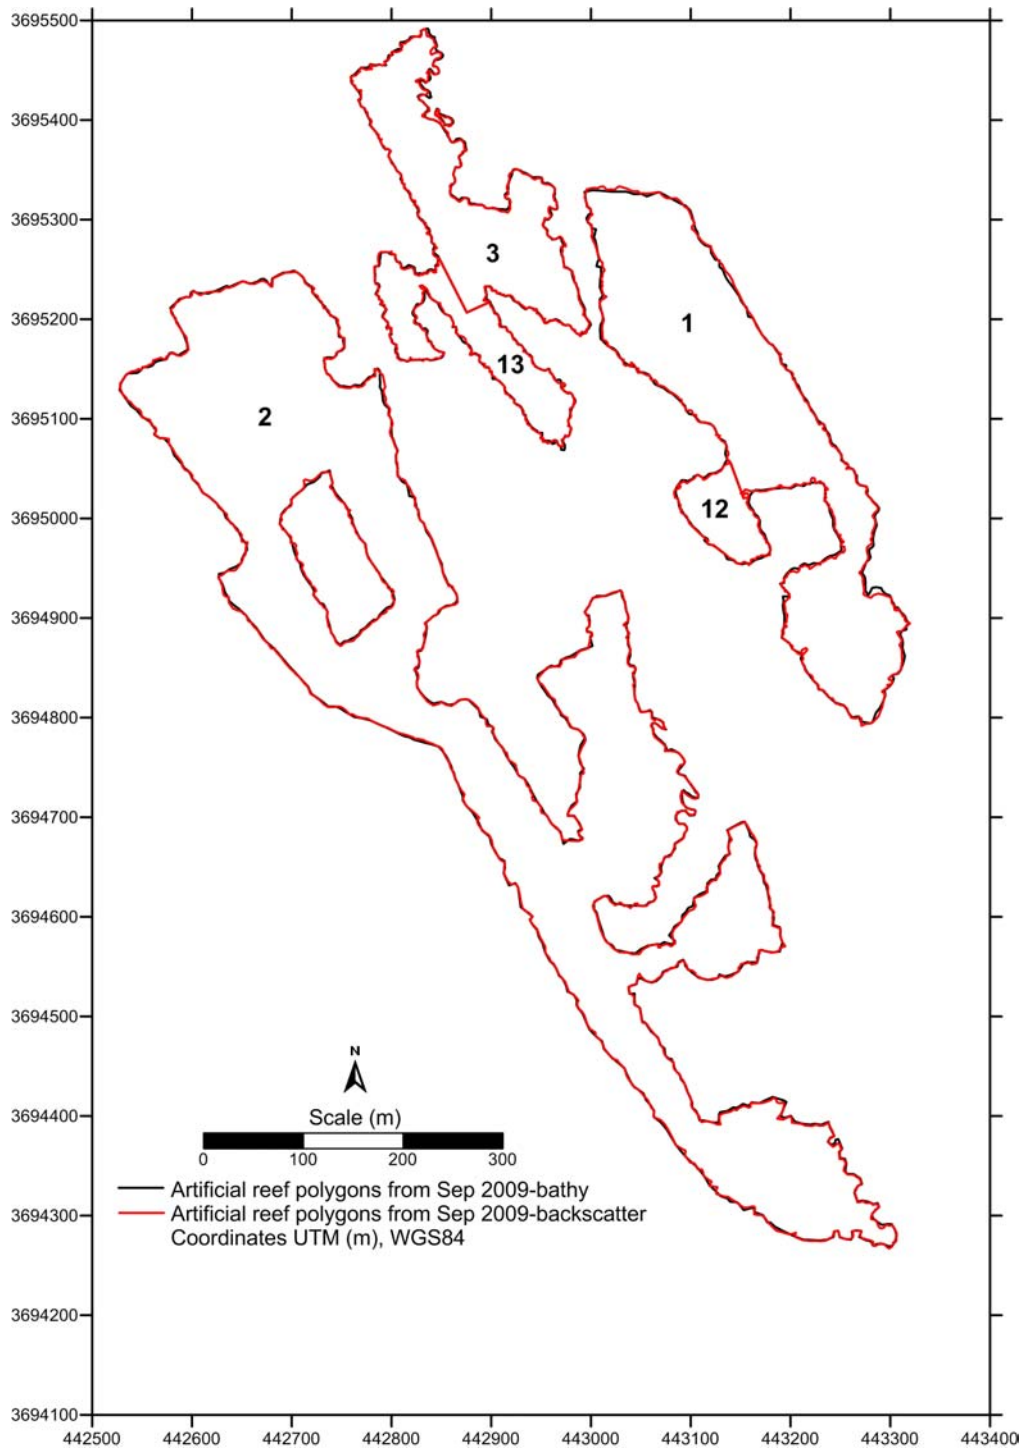 3695500
3695400
3695300
3
3695200
1
13
2
3695100
12
3695000
3694900
3694800
3694700
3694600
3694500
N
3694400
Scale (m)
0 100 200 300
Artificial reef polygons from Sep 2009-bathy
Artificial reef polygons from Sep 2009-backscatter
3694300
Coordinates UTM (m), WGS84
3694200
3694100
442500 442600 442700 442800 442900 443000 443100 443200 443300 443400